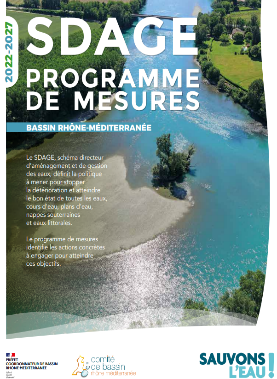 2022-2027
SDAGE
PROGRAMME
DE MESURES
BASSIN RHÔNE-MÉDITERRANÉE
Le SDAGE, schéma directeur
d'aménagement et de gestion
des eaux, définit la politique
à mener pour stopper
la détérioration et atteindre
le bon état de toutes les eaux,
cours d'eau, plans d'eau,
nappes souterraines
et eaux littorales.
Le programme de mesures
identifie les actions concrètes
à engager pour atteindre
ces objectifs.
PRÉFET
COORDONNATEUR DE BASSIN
RHÔNE MÉDITERRANÉE
comité
de bassin
rhône méditerranée
SAUVONS
L'EAU !